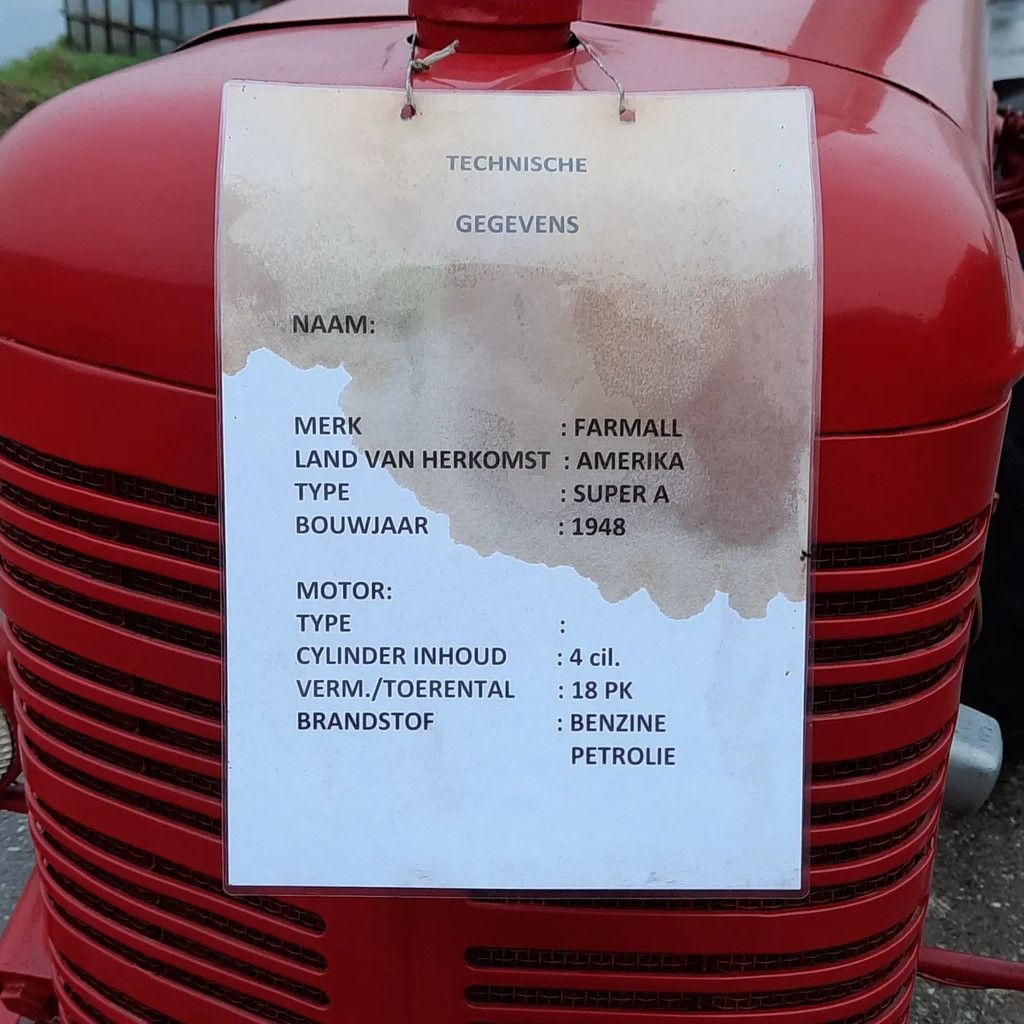 TECHNISCHE
GEGEVENS
NAAM:
MERK : FARMALL
LAND VAN HERKOMST : AMERIKA
TYPE : SUPER A
BOUWJAAR : 1948
MOTOR:
TYPE :
CYLINDER INHOUD : 4 cil.
VERM./TOERENTAL : 18 PK
BRANDSTOF : BENZINE
PETROLIE